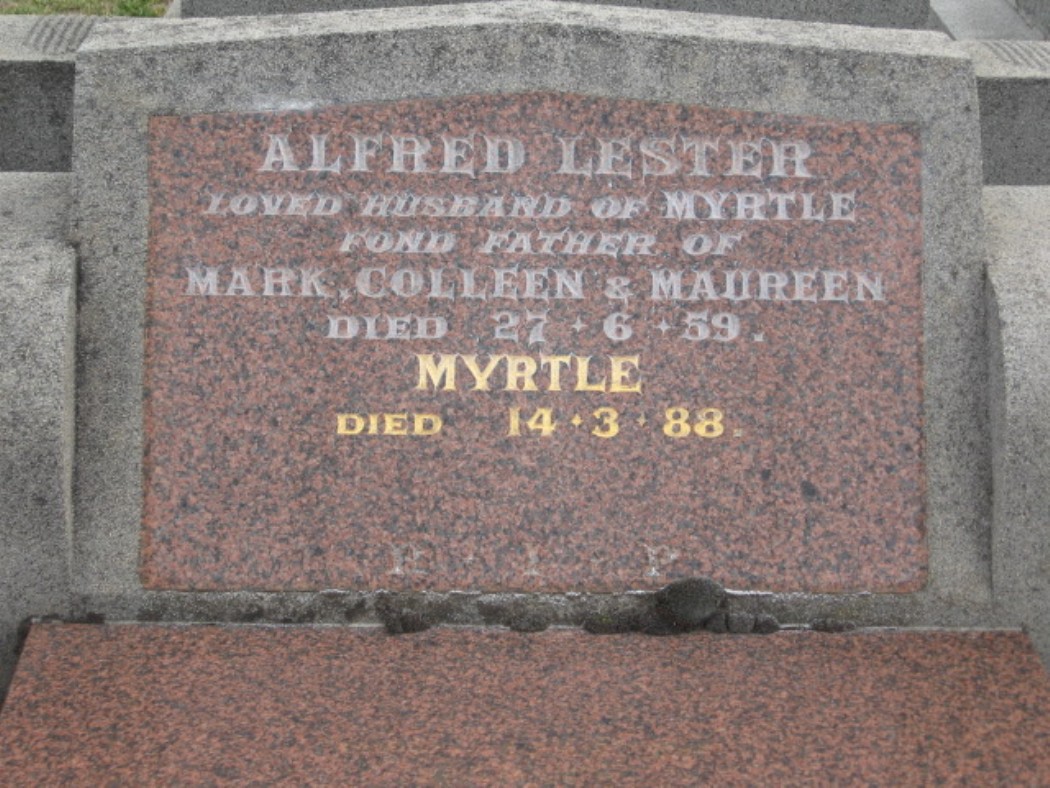 ALFRED LESTER
LOVED HUSBAND OF MYRTLE
FOND FATHER OF
MARK, COLLEEN & MAUREEN
DIED 27 · 6 · 59.
MYRTLE
DIED 14 · 3 · 88.
R · I · P